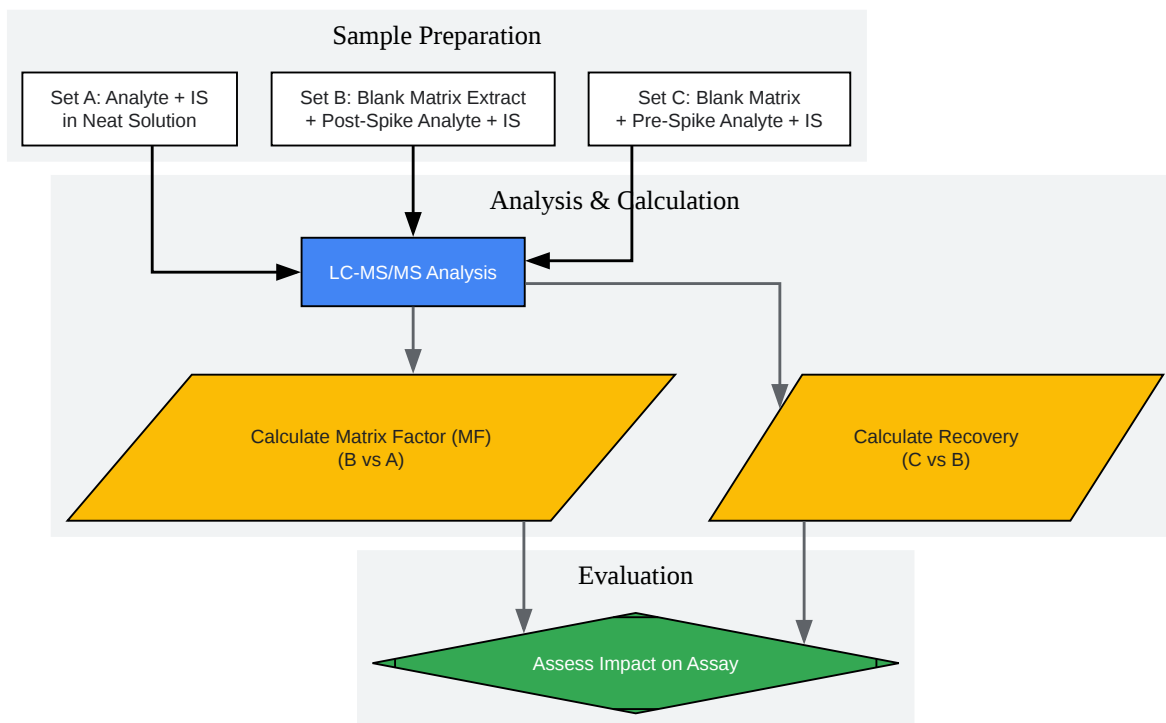 Sample Preparation
Set A: Analyte + IS
in Neat Solution
Set B: Blank Matrix Extract
+ Post-Spike Analyte + IS
Set C: Blank Matrix
+ Pre-Spike Analyte + IS
Analysis & Calculation
LC-MS/MS Analysis
Calculate Matrix Factor (MF)
(B vs A)
Calculate Recovery
(C vs B)
Evaluation
Assess Impact on Assay